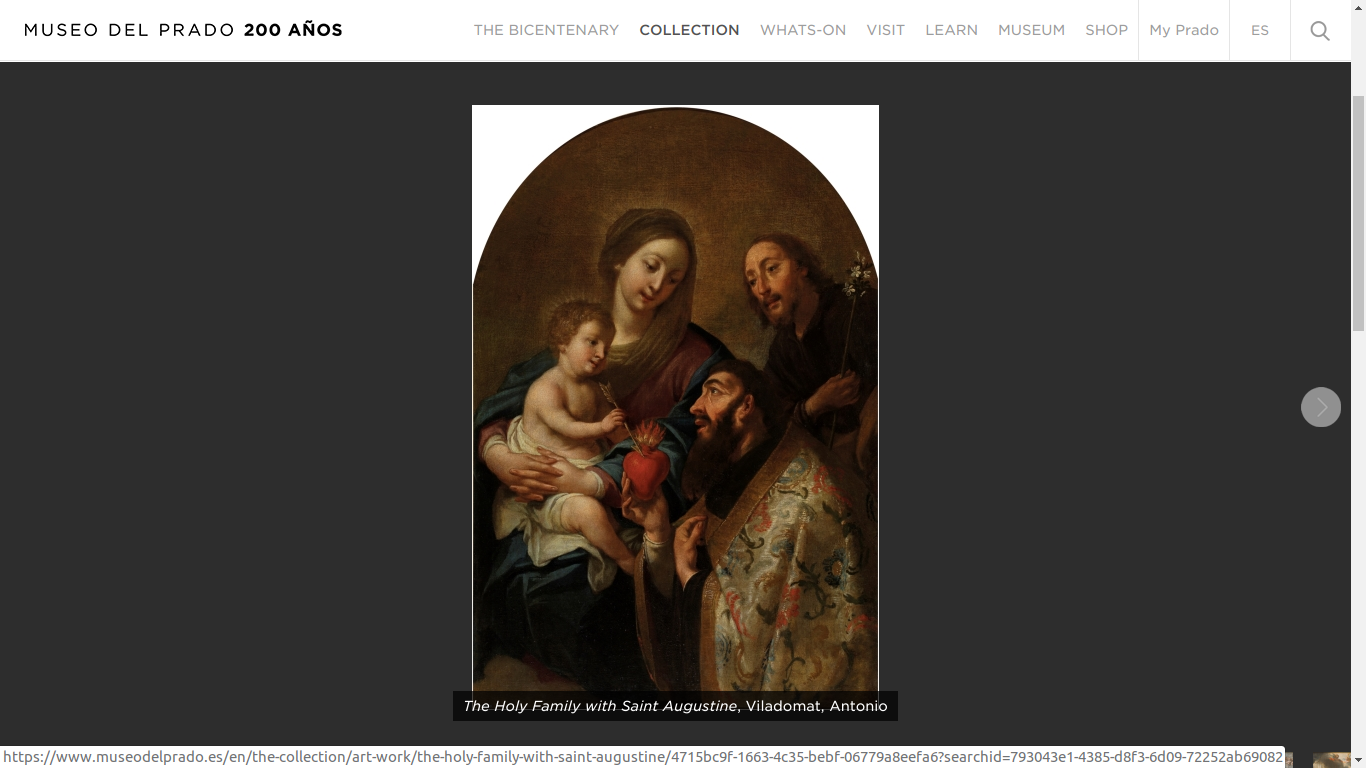 MUSEO DEL PRADO 200 AÑOS
THE BICENTENARY COLLECTION WHATS-ON VISIT LEARN MUSEUM SHOP My Prado ES
The Holy Family with Saint Augustine, Viladomat, Antonio
https://www.museodelprado.es/en/the-collection/art-work/the-holy-family-with-saint-augustine/4715bc9f-1663-4c35-bebf-06779a8eefa6?searchid=793043e1-4385-d8f3-6d09-72252ab69082